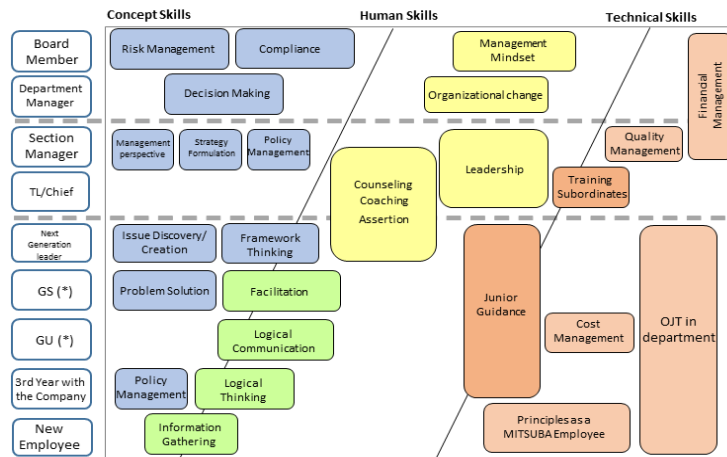 Concept Skills
Human Skills
Technical Skills
Board
Member
Risk Management
Compliance
Management
Mindset
Financial
Management
Department
Manager
Decision Making
Organizational change
Section
Manager
Management
perspective
Strategy
Formulation
Policy
Management
Counseling
Coaching
Assertion
Leadership
Quality
Management
TL/Chief
Training
Subordinates
Next
Generation
leader
Issue Discovery/
Creation
Framework
Thinking
GS (*)
Problem Solution
Facilitation
Junior
Guidance
OJT in
department
GU (*)
Logical
Communication
Cost
Management
3rd Year with
the Company
Policy
Management
Logical
Thinking
New
Employee
Information
Gathering
Principles as a
MITSUBA Employee